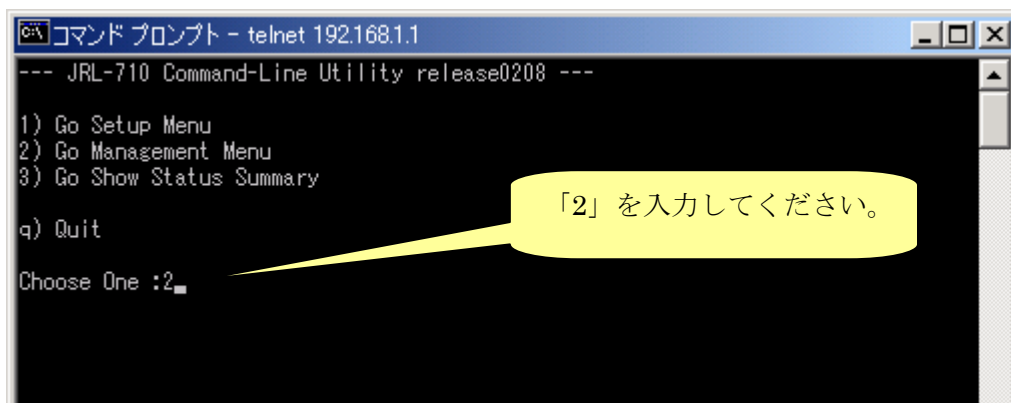 コマンド プロンプト - telnet 192.168.1.1
--- JRL-710 Command-Line Utility release0208 ---
1) Go Setup Menu
2) Go Management Menu
3) Go Show Status Summary
「2」を入力してください。
q) Quit
Choose One :2